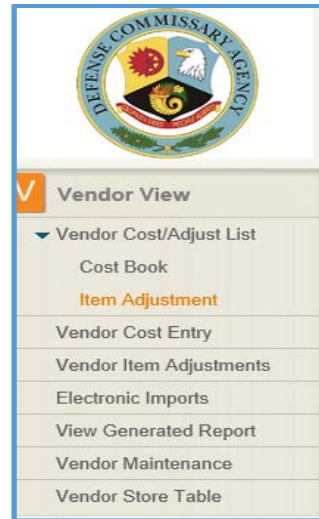 DEFENSE COMMISSARY AGENCY
V
Vendor View
Vendor Cost/Adjust List
Cost Book
Item Adjustment
Vendor Cost Entry
Vendor Item Adjustments
Electronic Imports
View Generated Report
Vendor Maintenance
Vendor Store Table